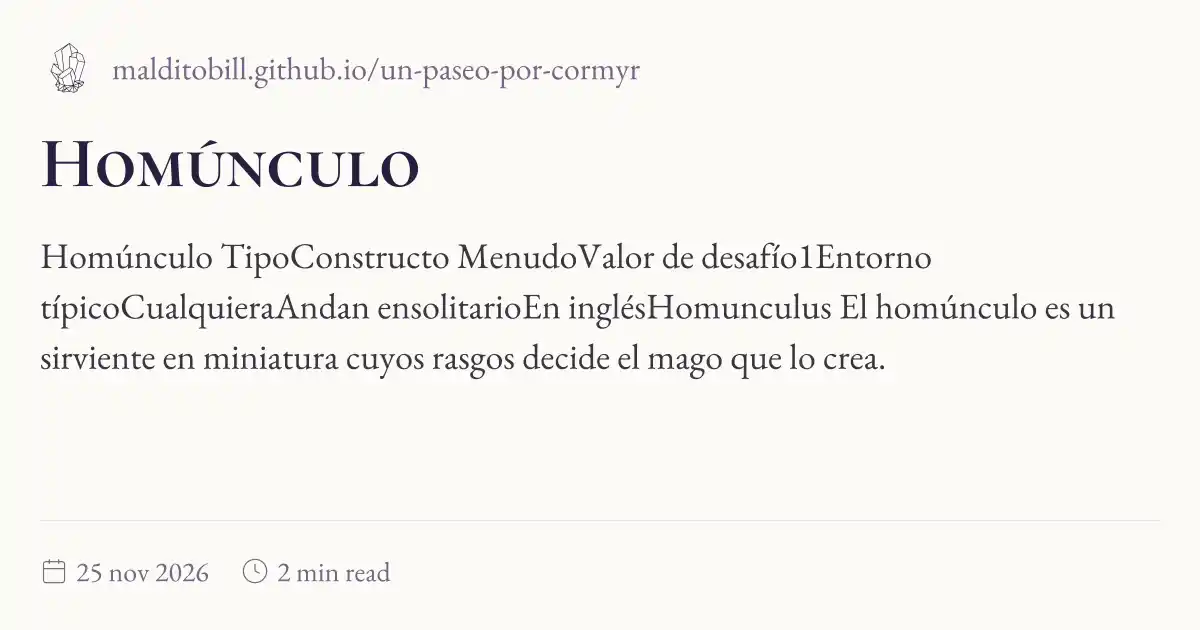 malditobill.github.io/un-paseo-por-cormyr
Homúnculo
Homúnculo TipoConstructo MenudoValor de desafío1Entorno
típicoCualquieraAndan ensolitarioEn inglésHomunculus El homúnculo es un
sirviente en miniatura cuyos rasgos decide el mago que lo crea.
25 nov 2026 2 min read